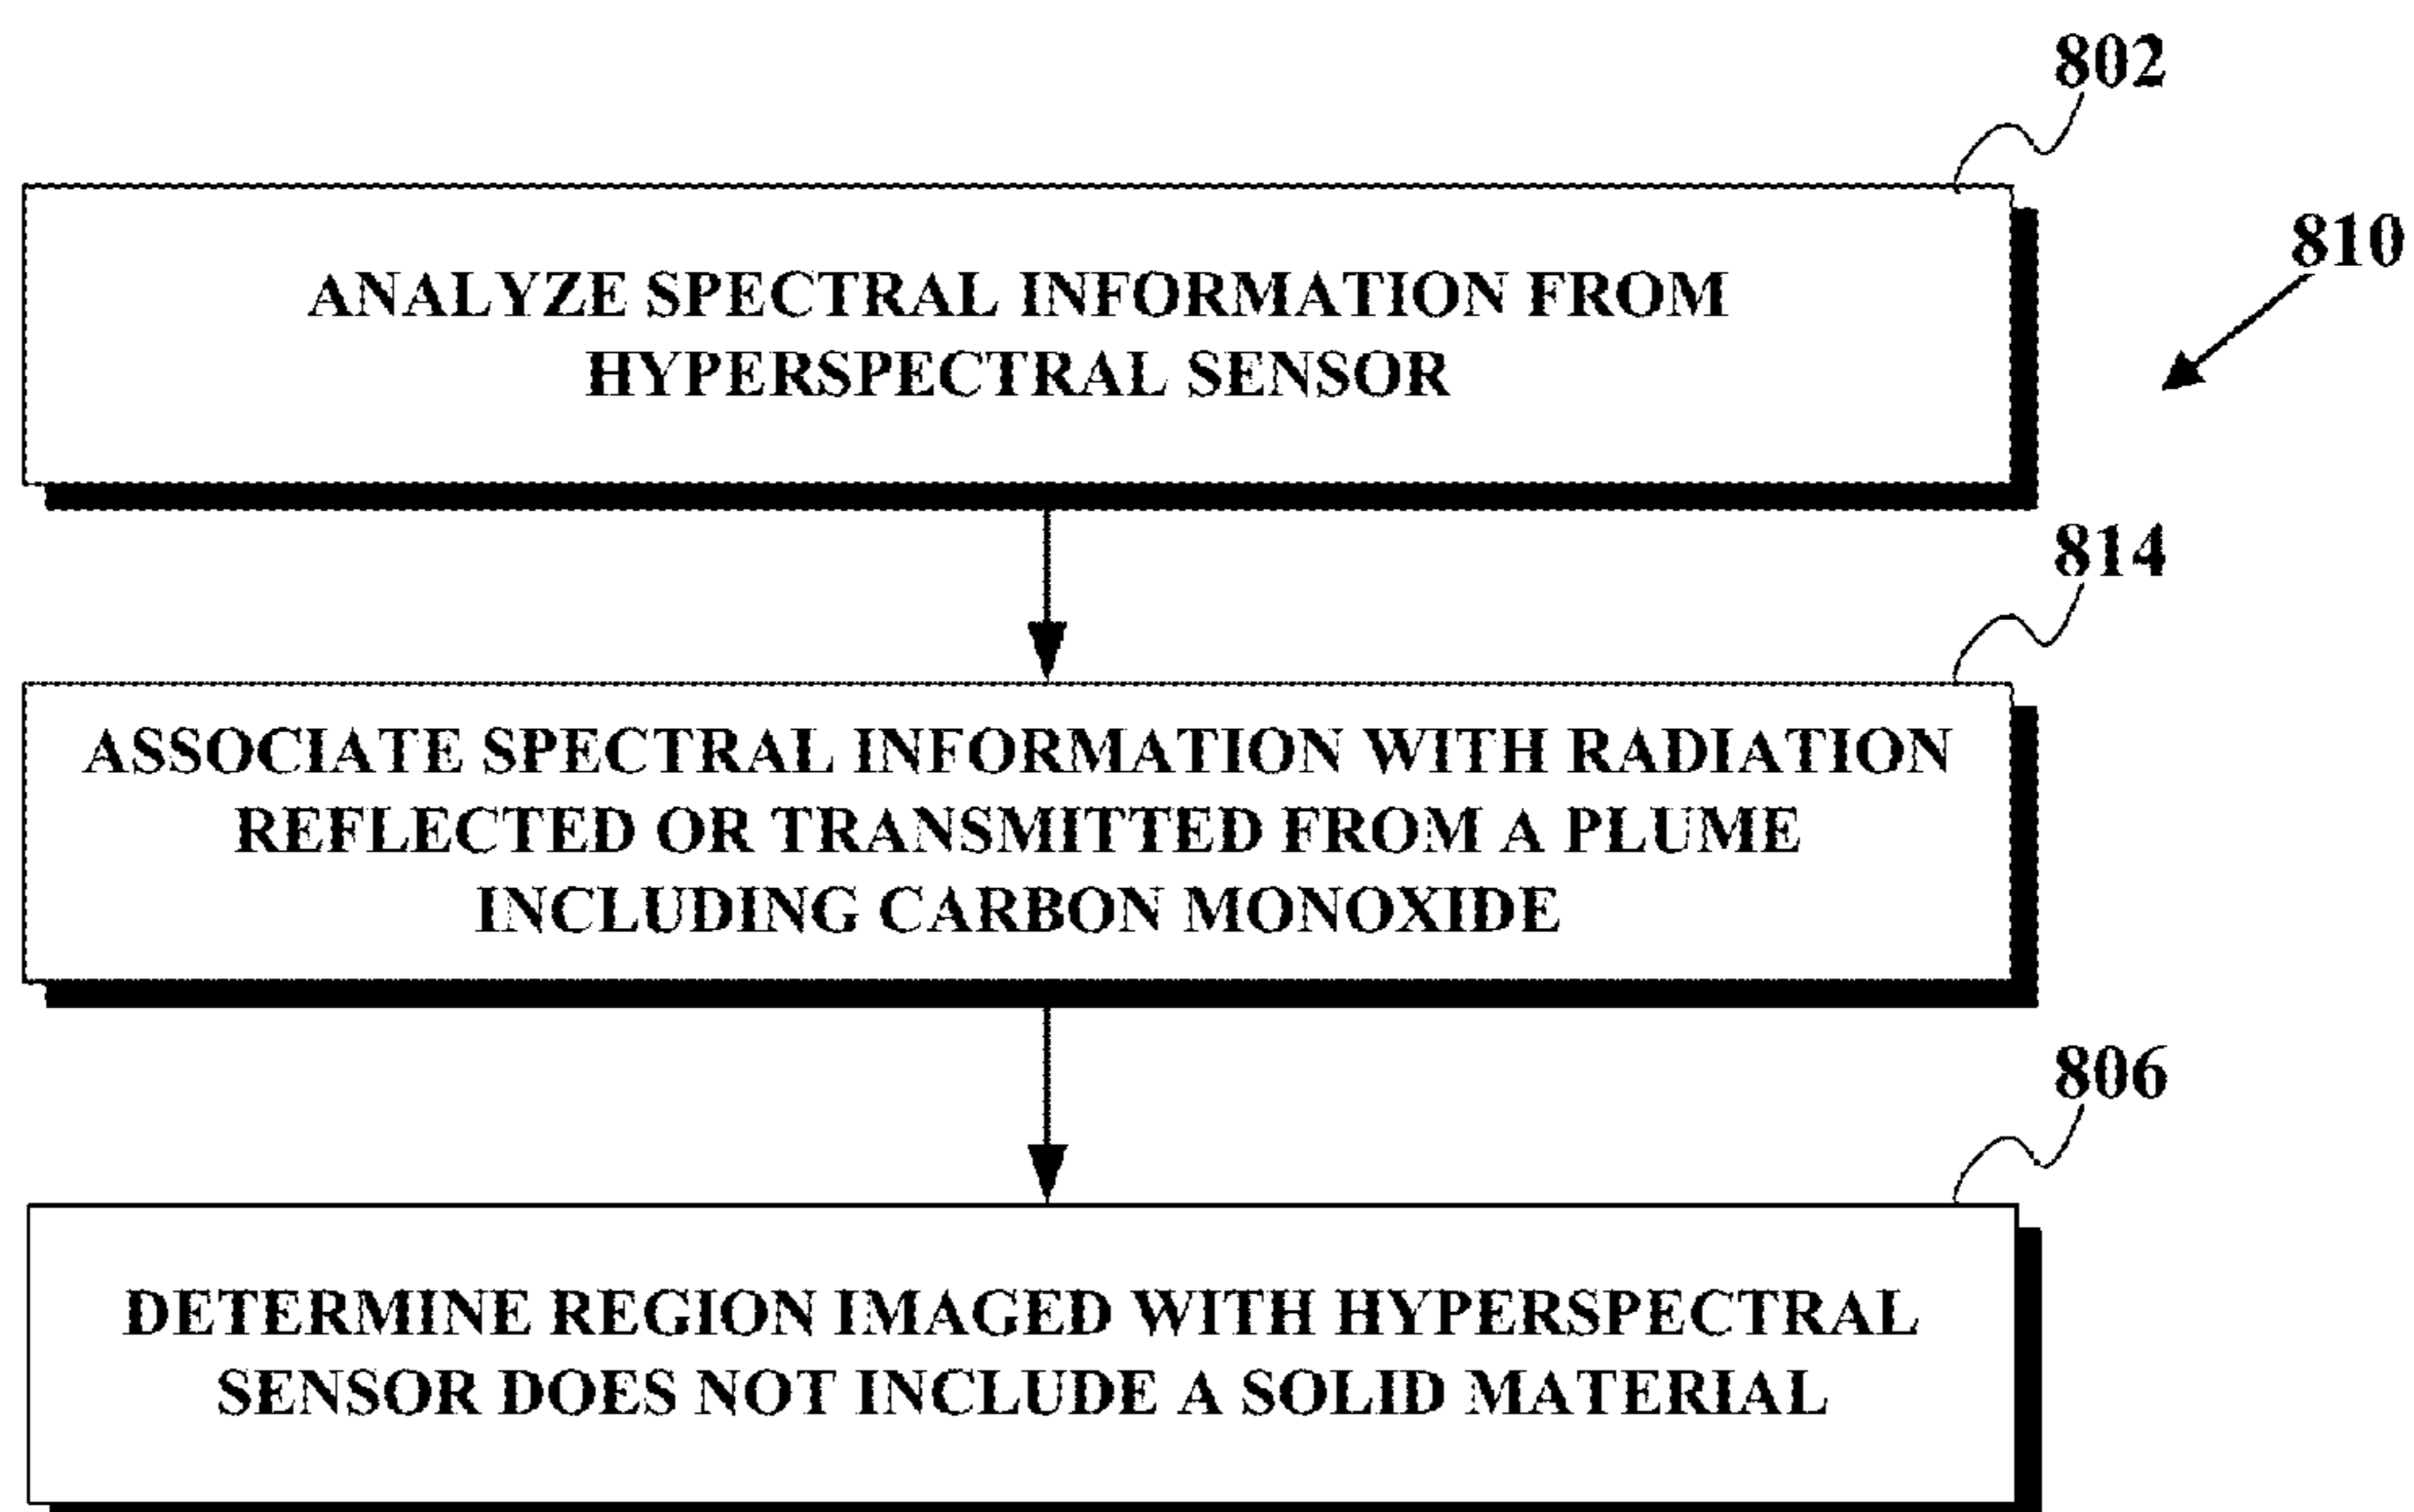 802
810
ANALYZE SPECTRAL INFORMATION FROM
HYPERSPECTRAL SENSOR
814
ASSOCIATE SPECTRAL INFORMATION WITH RADIATION
REFLECTED OR TRANSMITTED FROM A PLUME
INCLUDING CARBON MONOXIDE
806
DETERMINE REGION IMAGED WITH HYPERSPECTRAL
SENSOR DOES NOT INCLUDE A SOLID MATERIAL